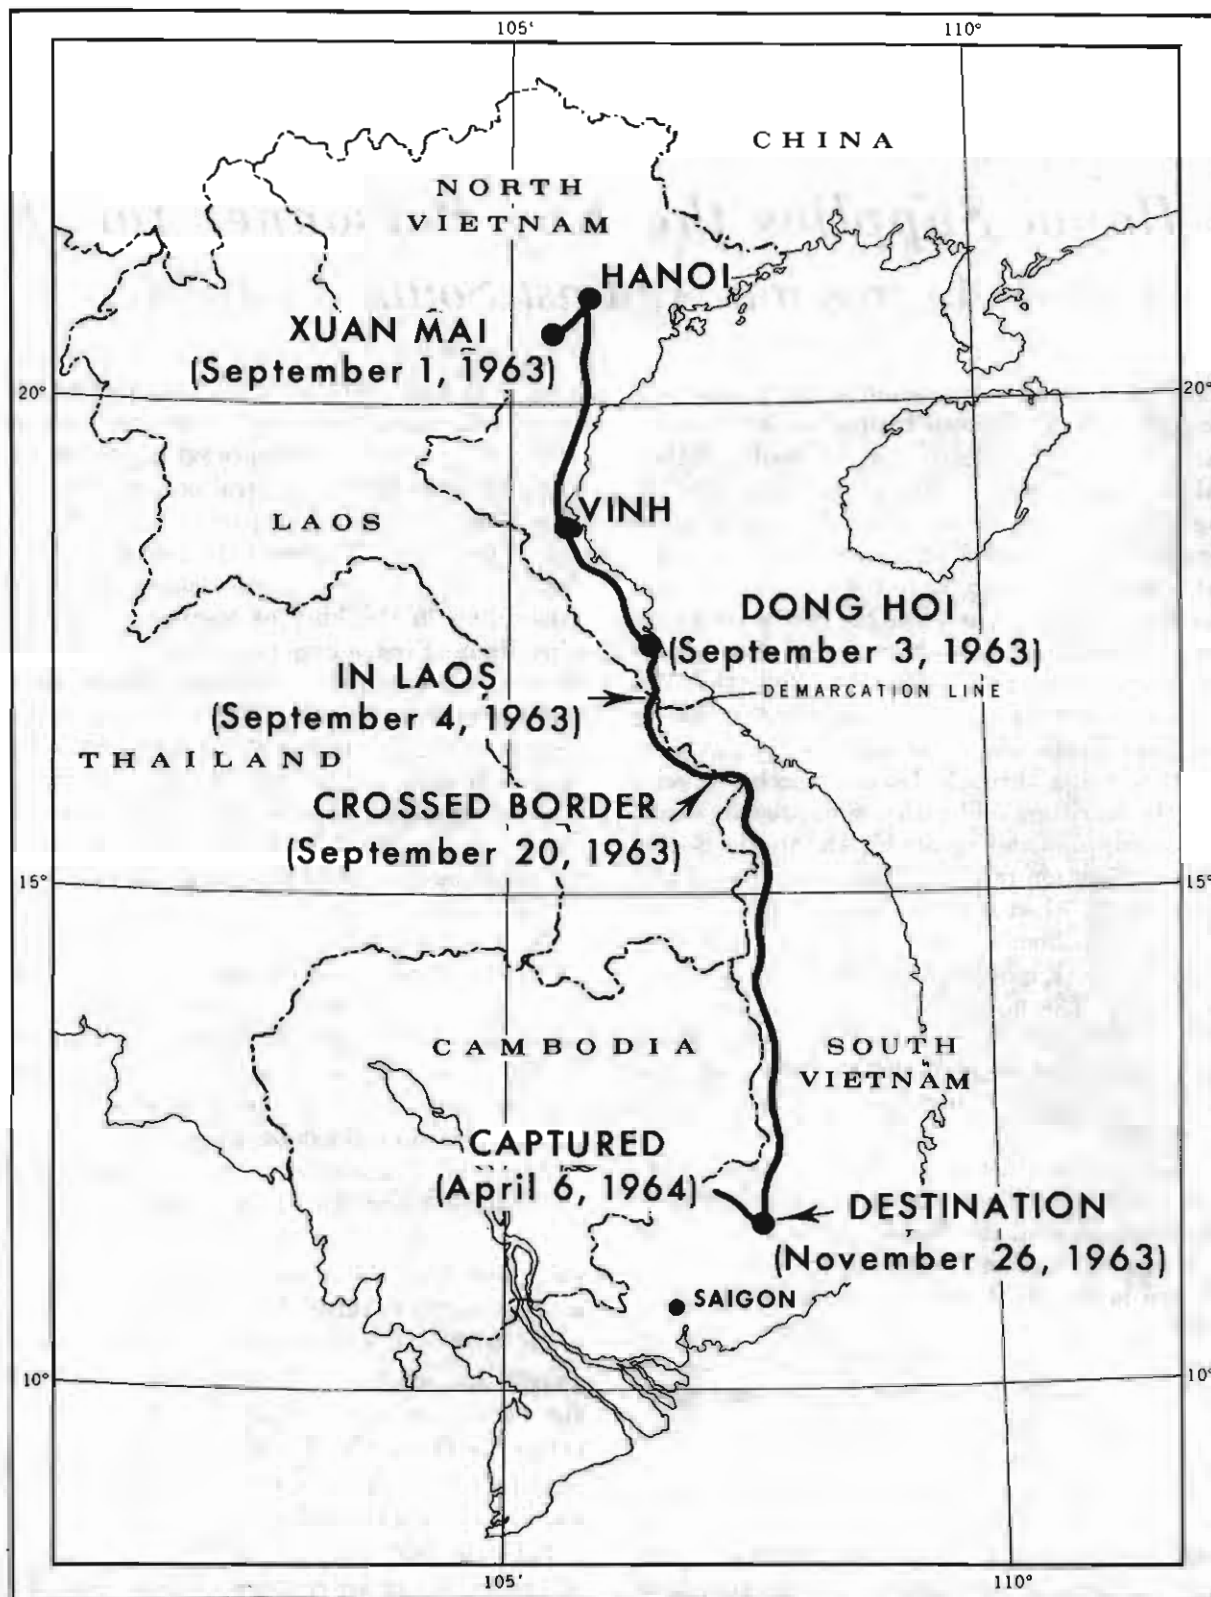 105°
110°
CHINA
NORTH
VIETNAM
HANOI
XUAN MAI
(September 1, 1963)
20°
20°
VINH
LAOS
DONG HOI
(September 3, 1963)
DEMARCATION LINE
IN LAOS
(September 4, 1963)
THAILAND
CROSSED BORDER
(September 20, 1963)
15°
15°
CAMBODIA
SOUTH
VIETNAM
CAPTURED
(April 6, 1964)
DESTINATION
(November 26, 1963)
SAIGON
10°
10°
105°
110°